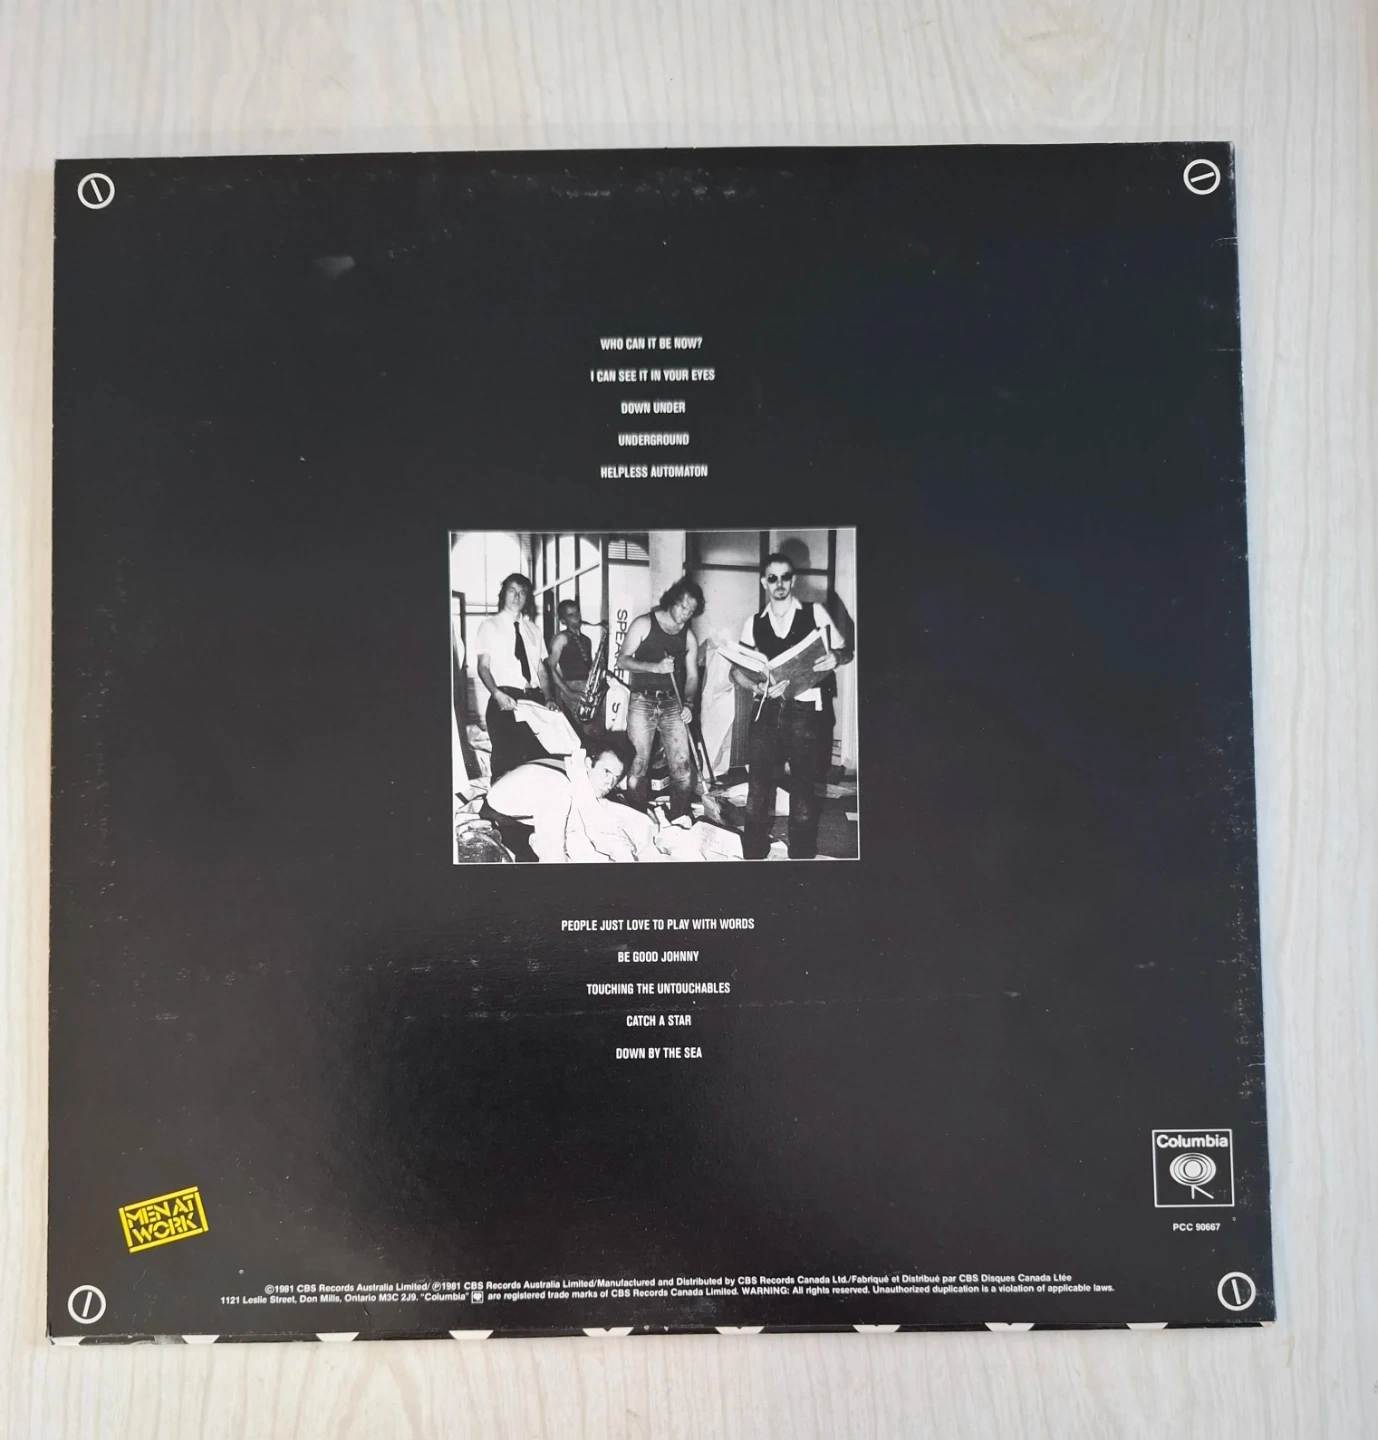 WHO CAN IT BE NOW?
I CAN SEE IT IN YOUR EYES
DOWN UNDER
UNDERGROUND
HELPLESS AUTOMATON
PEOPLE JUST LOVE TO PLAY WITH WORDS
BE GOOD JOHNNY
TOUCHING THE UNTOUCHABLES
CATCH A STAR
DOWN BY THE SEA
Columbia
PCC 90667
MEN AT
WORK
©1981 CBS Records Australia Limited/℗1981 CBS Records Australia Limited/Manufactured and Distributed by CBS Records Canada Ltd./Fabriqué et Distribué par CBS Disques Canada Ltée
1121 Leslie Street, Don Mills, Ontario M3C 2J9. "Columbia" are registered trade marks of CBS Records Canada Limited. WARNING: All rights reserved. Unauthorized duplication is a violation of applicable laws.